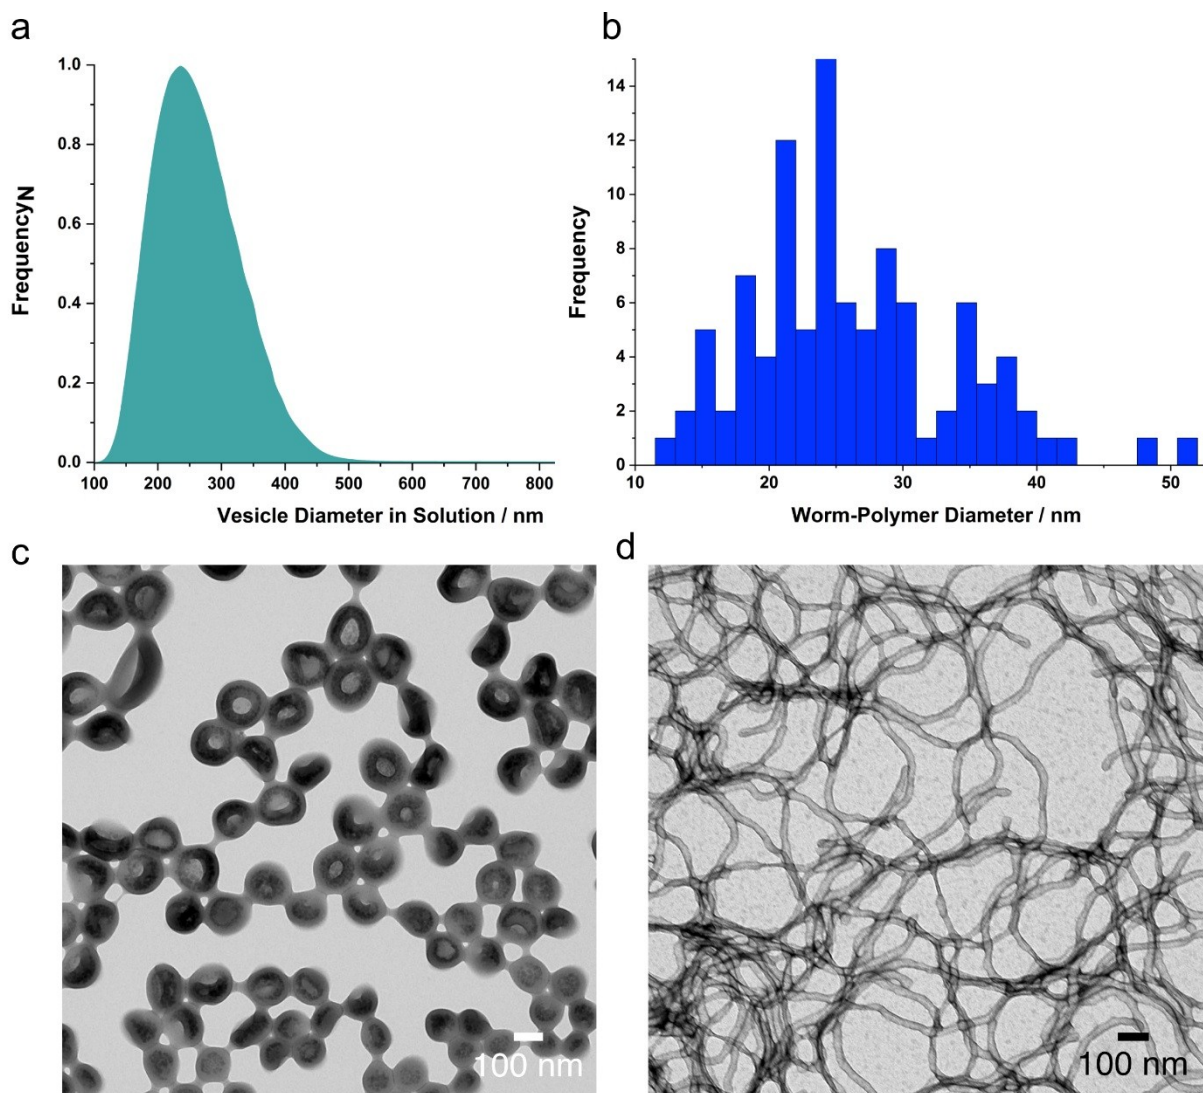 a
1.0
0.8
0.6
0.4
0.2
0.0
FrequencyN
100 200 300 400 500 600 700 800
Vesicle Diameter in Solution / nm
b
14
12
10
8
6
4
2
0
Frequency
10 20 30 40 50
Worm-Polymer Diameter / nm
c
100 nm
d
100 nm